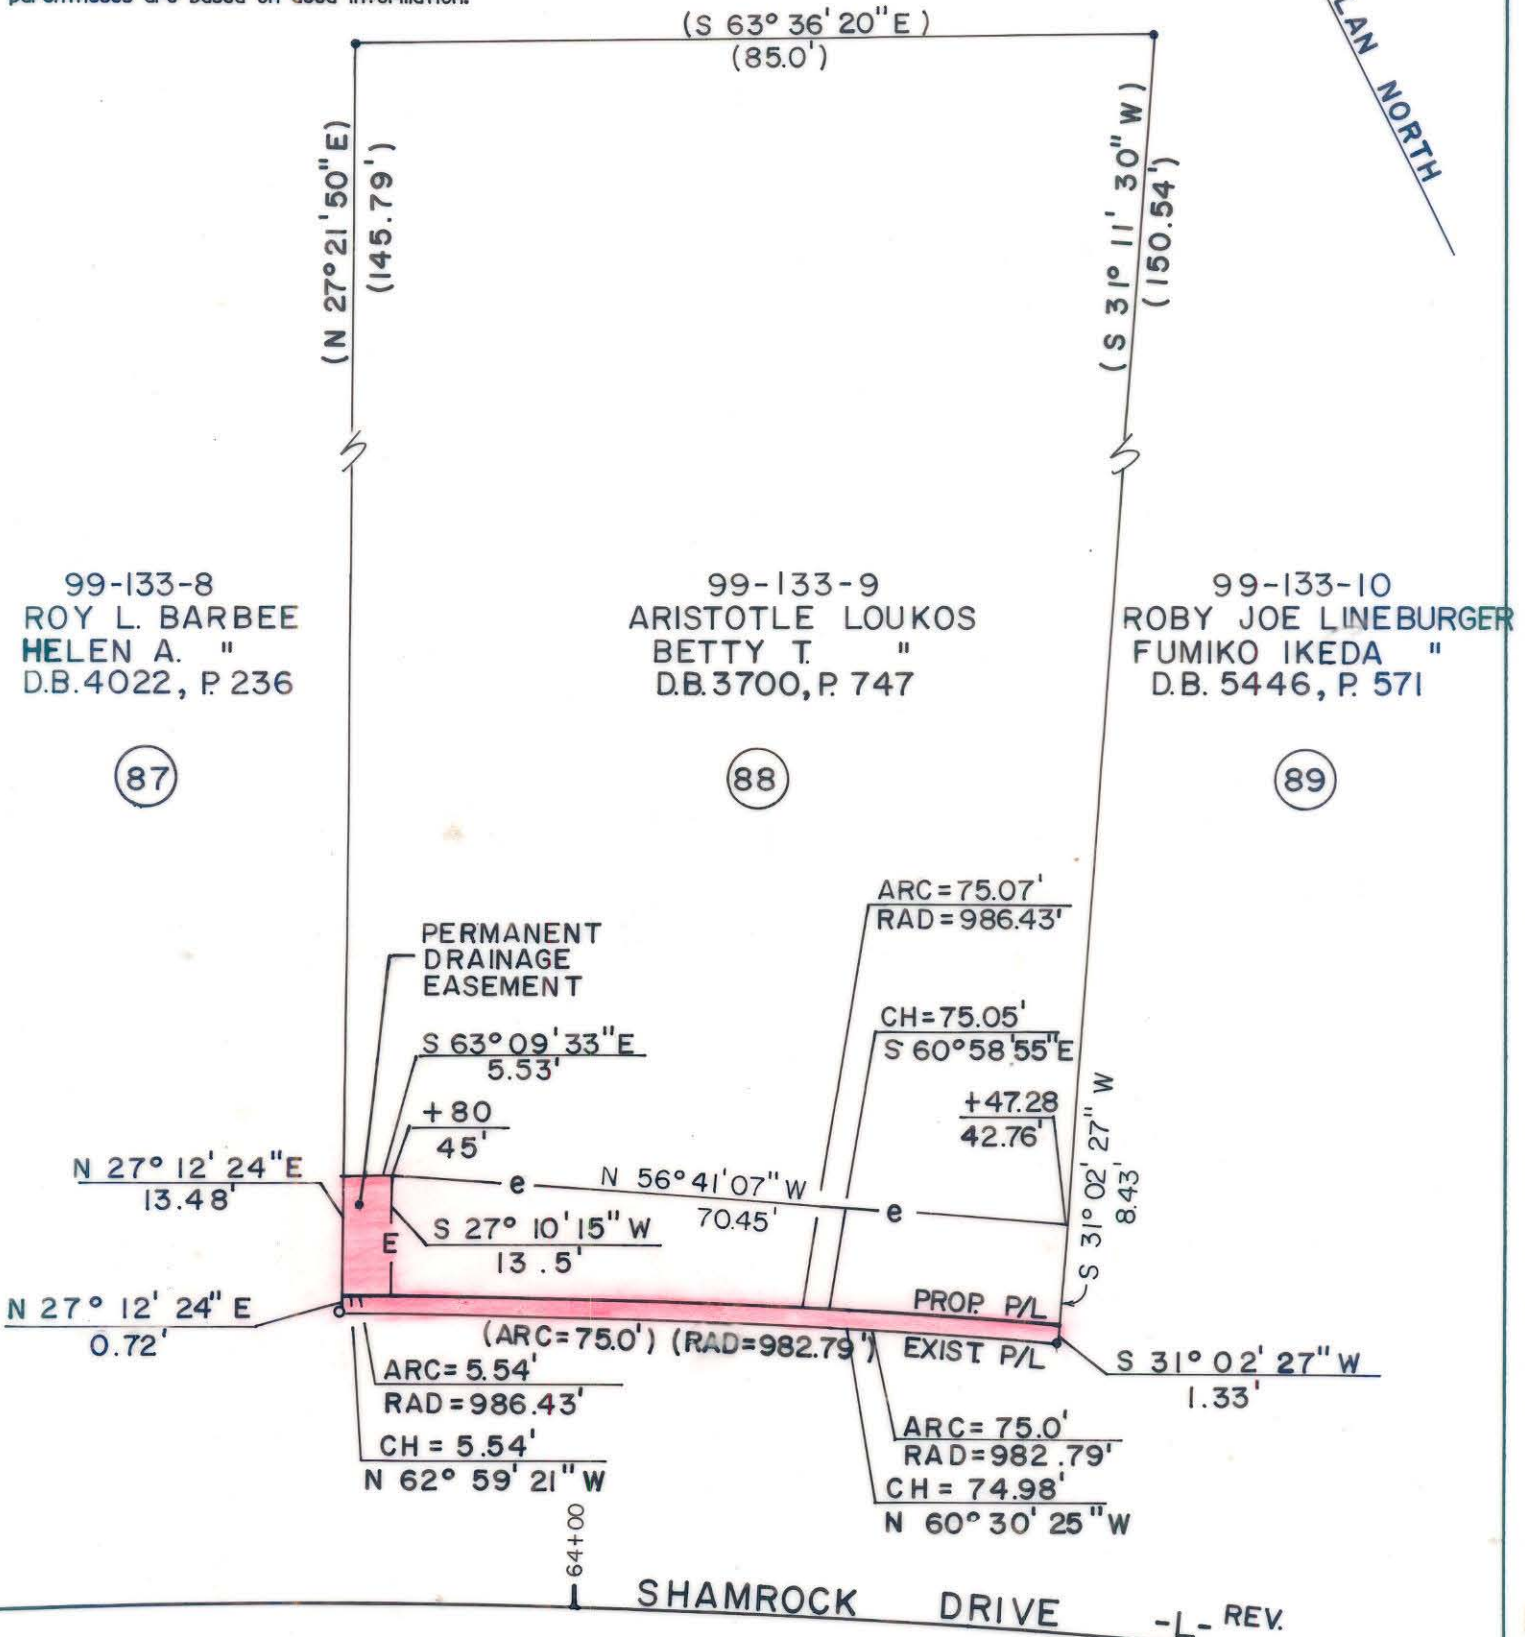 parentheses are based on deed information.
(S 63° 36' 20" E)
(85.0')
LAN NORTH
(N 27° 21' 50" E)
(145.79')
(S 31° 11' 30" W)
(150.54')
99-133-8
ROY L. BARBEE
HELEN A. "
D.B. 4022, P. 236
87
99-133-9
ARISTOTLE LOUKOS
BETTY T. "
D.B. 3700, P. 747
88
99-133-10
ROBY JOE LINEBURGER
FUMIKO IKEDA "
D.B. 5446, P. 571
89
ARC=75.07'
RAD=986.43'
PERMANENT
DRAINAGE
EASEMENT
CH=75.05'
S 60° 58' 55" E
S 63° 09' 33" E
5.53'
+80
45'
+47.28
42.76'
S 31° 02' 27" W
8.43'
N 27° 12' 24" E
13.48'
e
N 56° 41' 07" W
70.45'
e
E
S 27° 10' 15" W
13.5'
N 27° 12' 24" E
0.72'
PROP. P/L
(ARC=75.0') (RAD=982.79')
EXIST. P/L
S 31° 02' 27" W
1.33'
ARC=5.54'
RAD=986.43'
CH = 5.54'
N 62° 59' 21" W
ARC= 75.0'
RAD=982.79'
CH = 74.98'
N 60° 30' 25" W
64+00
SHAMROCK DRIVE -L- REV.